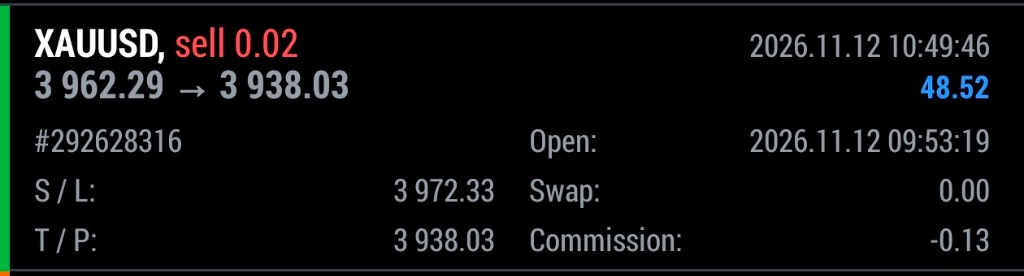 XAUUSD, sell 0.02 2026.11.12 10:49:46
3 962.29 → 3 938.03 48.52
#292628316 Open: 2026.11.12 09:53:19
S / L: 3 972.33 Swap: 0.00
T / P: 3 938.03 Commission: -0.13